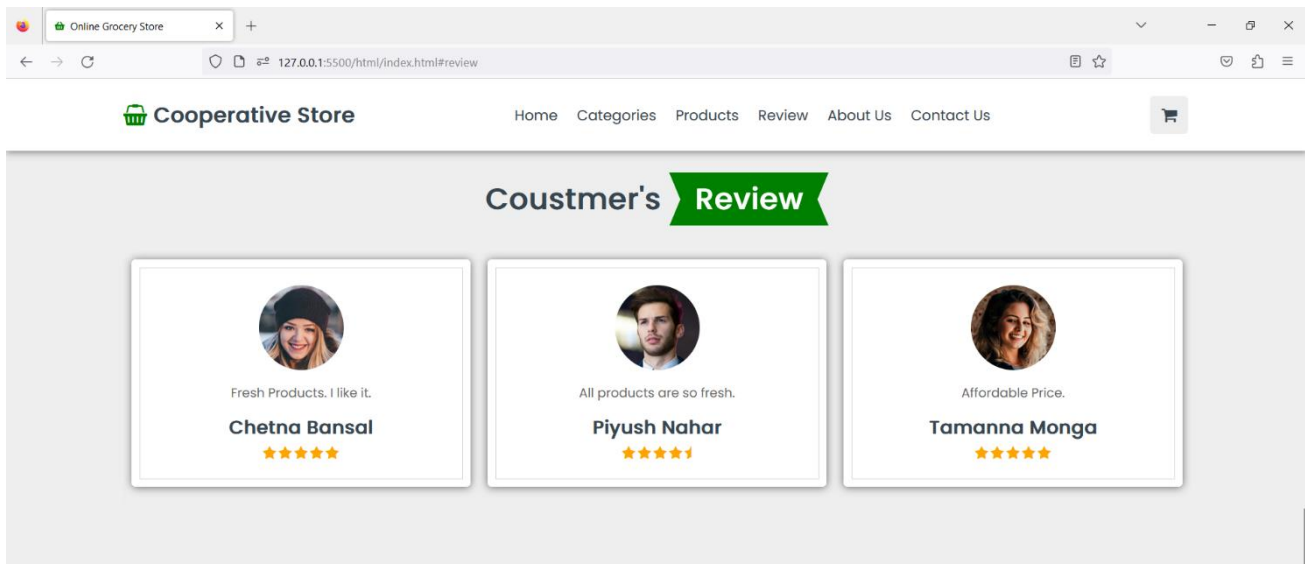 Online Grocery Store
127.0.0.1:5500/html/index.html#review
Cooperative Store
Home Categories Products Review About Us Contact Us
Coustmer's Review
Fresh Products. I like it.
Chetna Bansal
All products are so fresh.
Piyush Nahar
Affordable Price.
Tamanna Monga